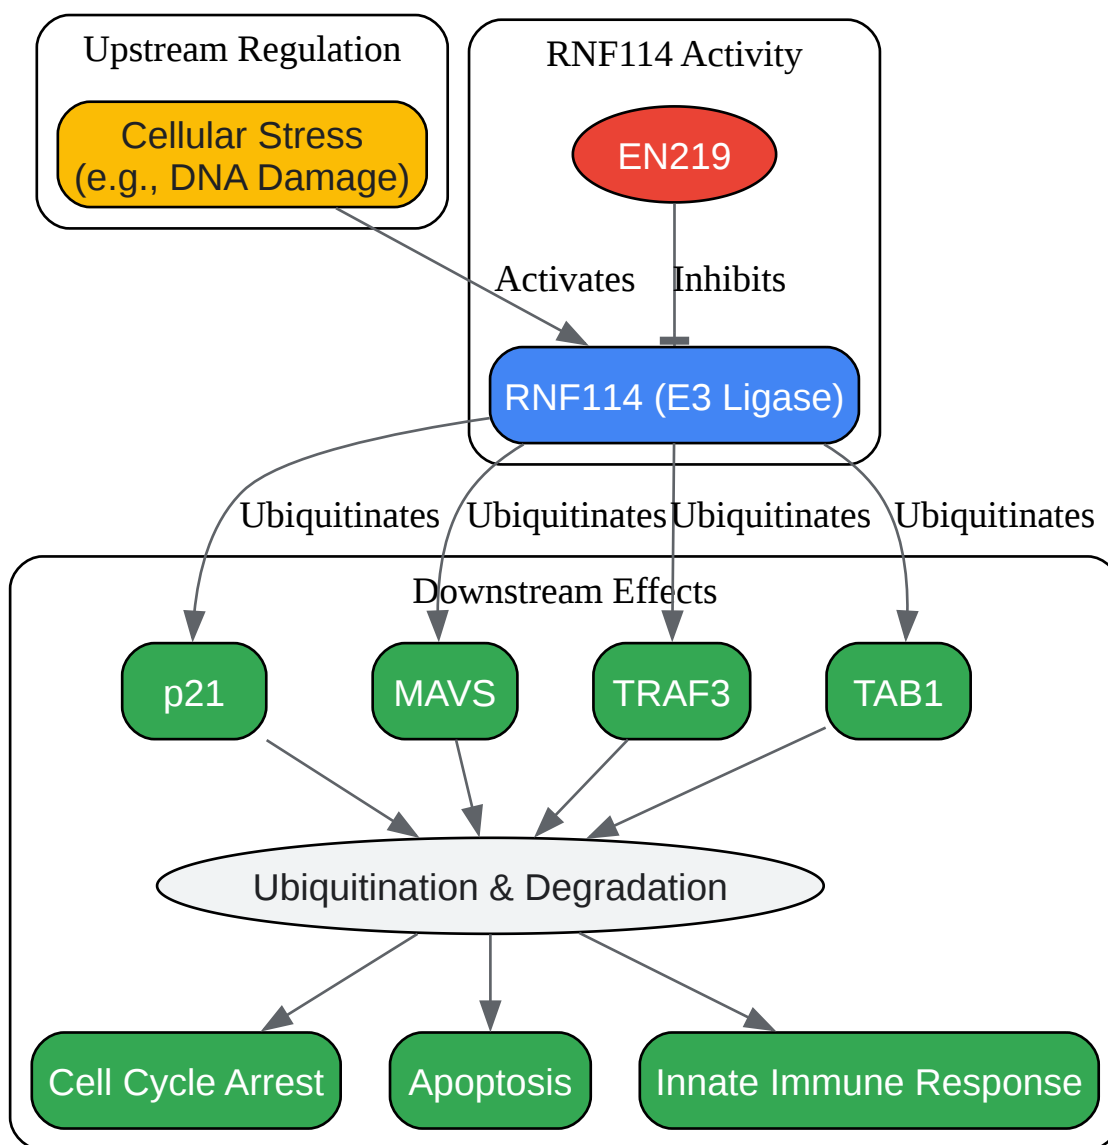 Upstream Regulation
RNF114 Activity
Cellular Stress
(e.g., DNA Damage)
EN219
Activates
Inhibits
RNF114 (E3 Ligase)
Ubiquitinates
Ubiquitinates
Ubiquitinates
Ubiquitinates
Downstream Effects
p21
MAVS
TRAF3
TAB1
Ubiquitination & Degradation
Cell Cycle Arrest
Apoptosis
Innate Immune Response